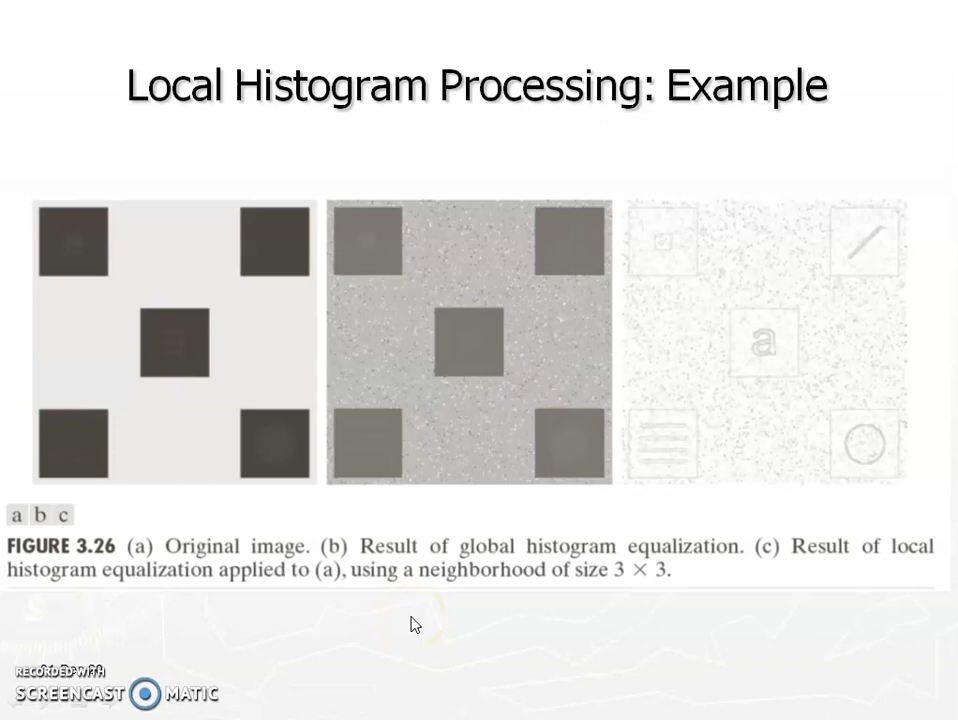 Local Histogram Processing: Example
a
a b c
FIGURE 3.26 (a) Original image. (b) Result of global histogram equalization. (c) Result of local
histogram equalization applied to (a), using a neighborhood of size 3 × 3.
RECORDED WITH
SCREENCAST MATIC